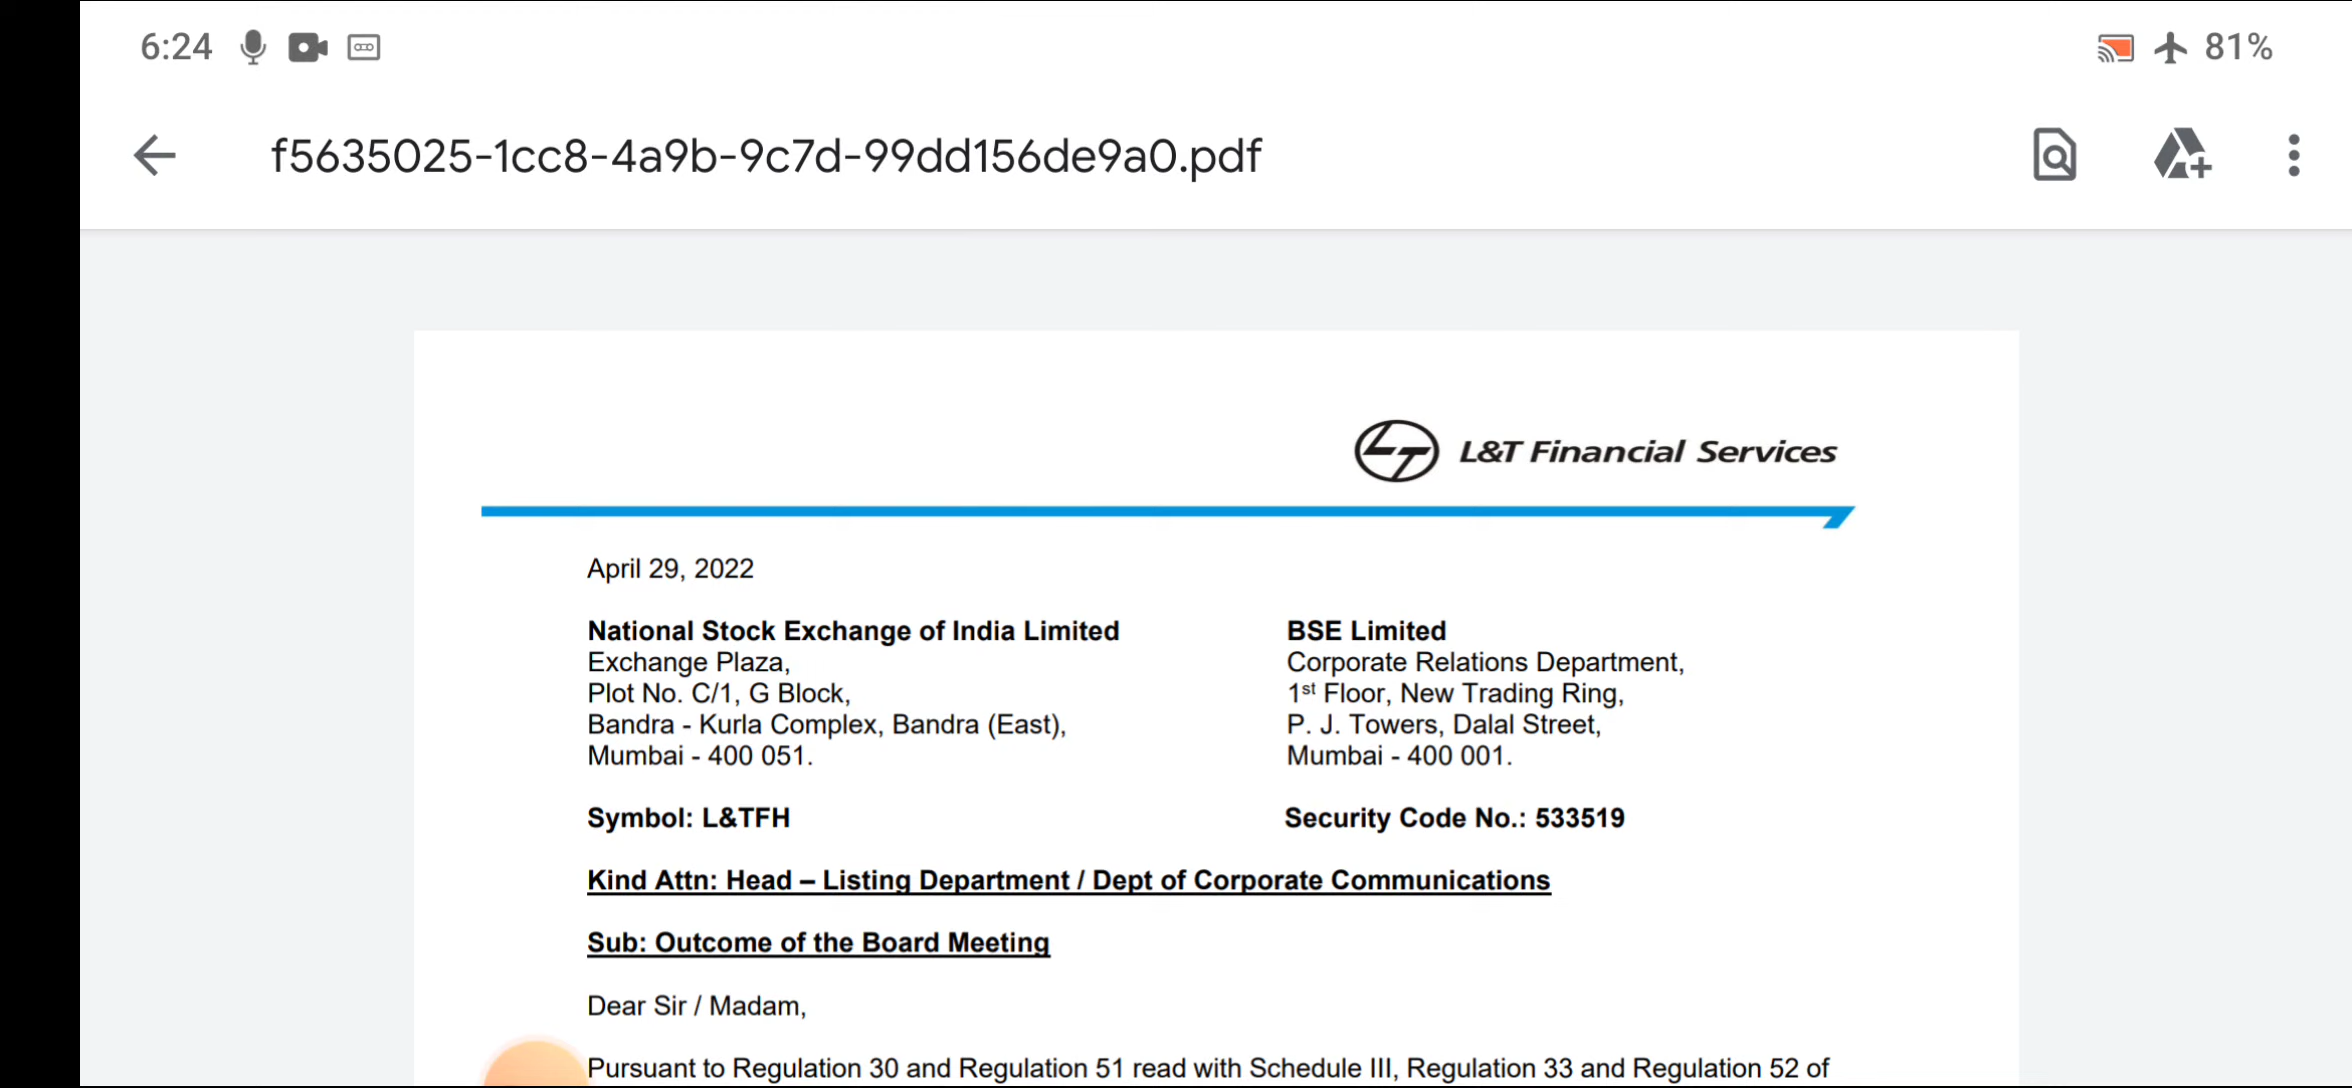 6:24 81%
f5635025-1cc8-4a9b-9c7d-99dd156de9a0.pdf
LT L&T Financial Services
April 29, 2022
National Stock Exchange of India Limited
Exchange Plaza,
Plot No. C/1, G Block,
Bandra - Kurla Complex, Bandra (East),
Mumbai - 400 051.
BSE Limited
Corporate Relations Department,
1st Floor, New Trading Ring,
P. J. Towers, Dalal Street,
Mumbai - 400 001.
Symbol: L&TFH
Security Code No.: 533519
Kind Attn: Head – Listing Department / Dept of Corporate Communications
Sub: Outcome of the Board Meeting
Dear Sir / Madam,
Pursuant to Regulation 30 and Regulation 51 read with Schedule III, Regulation 33 and Regulation 52 of